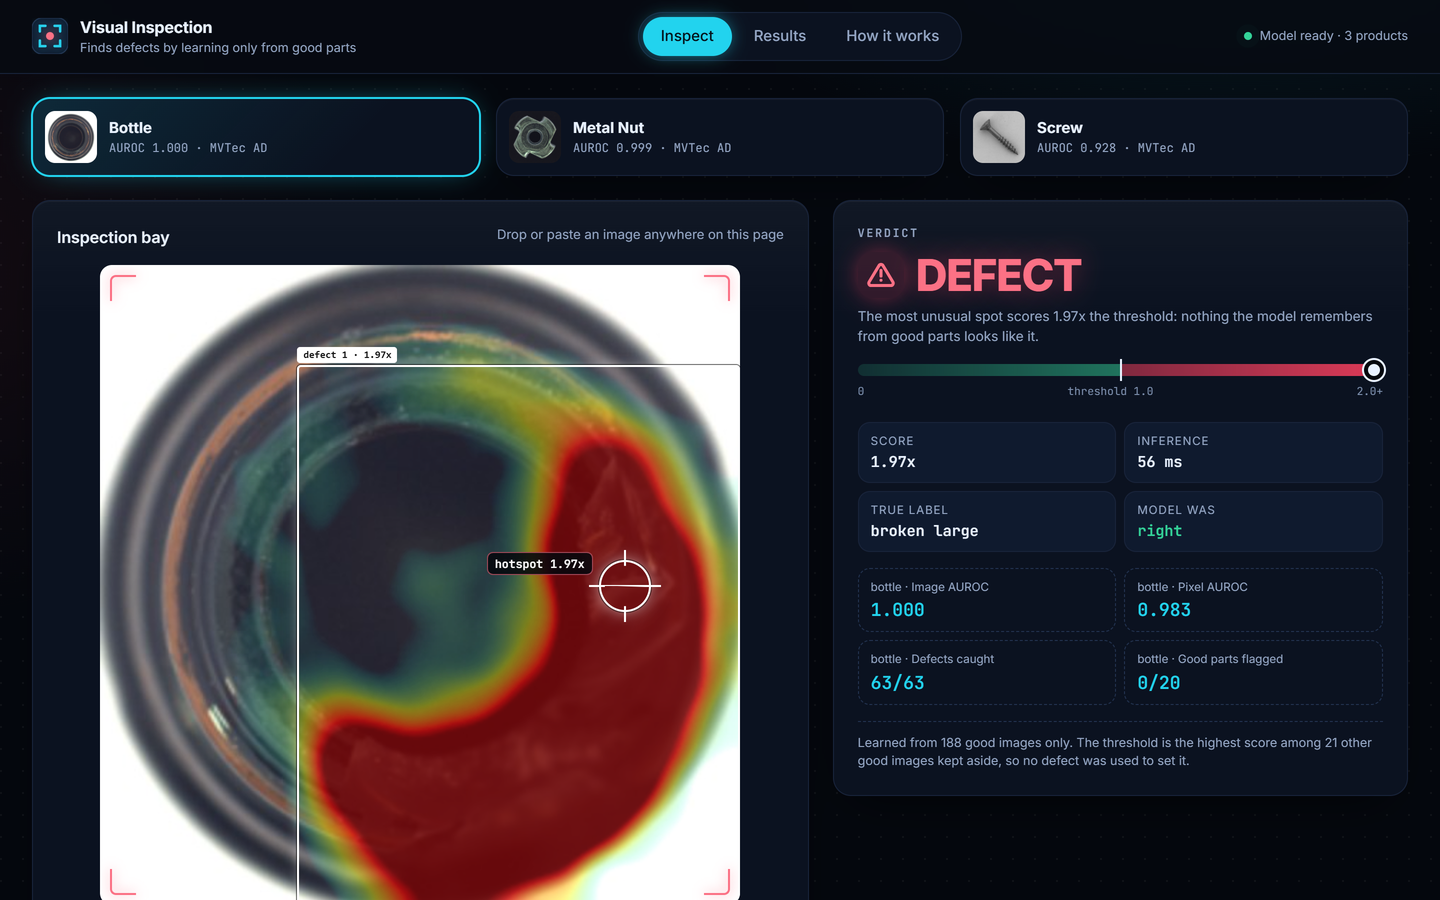 Visual Inspection
Finds defects by learning only from good parts
Inspect
Results
How it works
Model ready · 3 products
Bottle
AUROC 1.000 · MVTec AD
Metal Nut
AUROC 0.999 · MVTec AD
Screw
AUROC 0.928 · MVTec AD
Inspection bay
Drop or paste an image anywhere on this page
defect 1 · 1.97x
hotspot 1.97x
VERDICT
DEFECT
The most unusual spot scores 1.97x the threshold: nothing the model remembers
from good parts looks like it.
0
threshold 1.0
2.0+
SCORE
1.97x
INFERENCE
56 ms
TRUE LABEL
broken large
MODEL WAS
right
bottle · Image AUROC
1.000
bottle · Pixel AUROC
0.983
bottle · Defects caught
63/63
bottle · Good parts flagged
0/20
Learned from 188 good images only. The threshold is the highest score among 21 other
good images kept aside, so no defect was used to set it.